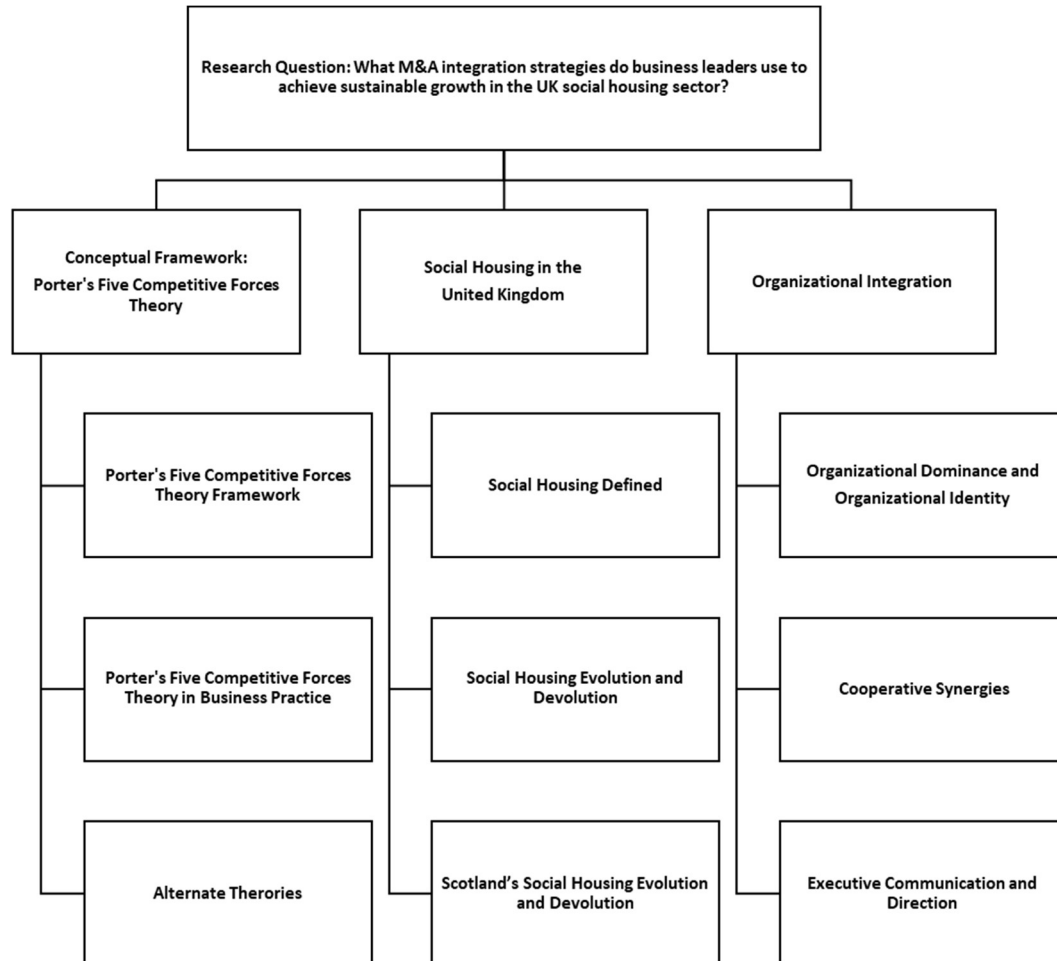 Research Question: What M&A integration strategies do business leaders use to
achieve sustainable growth in the UK social housing sector?
Conceptual Framework:
Porter's Five Competitive Forces
Theory
Social Housing in the
United Kingdom
Organizational Integration
Porter's Five Competitive Forces
Theory Framework
Social Housing Defined
Organizational Dominance and
Organizational Identity
Porter's Five Competitive Forces
Theory in Business Practice
Social Housing Evolution and
Devolution
Cooperative Synergies
Alternate Therories
Scotland’s Social Housing Evolution
and Devolution
Executive Communication and
Direction